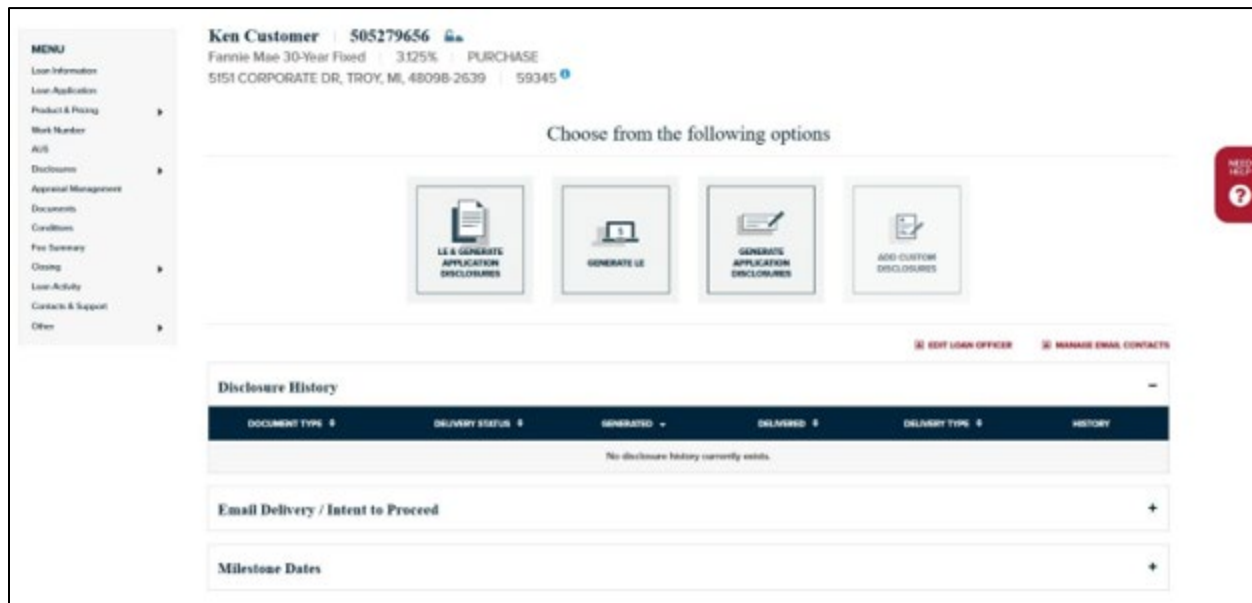 Ken Customer 505279656
Fannie Mae 30-Year Fixed 3.125% PURCHASE
5151 CORPORATE DR, TROY, MI, 48098-2639 59345
MENU
Loan Information
Loan Application
Product & Pricing
Work Number
AUS
Disclosures
Appraisal Management
Documents
Conditions
Fee Summary
Closing
Loan Activity
Contacts & Support
Other
Choose from the following options
LE & GENERATE
APPLICATION
DISCLOSURES
GENERATE LE
GENERATE
APPLICATION
DISCLOSURES
ADD CUSTOM
DISCLOSURES
NEED
HELP
?
EDIT LOAN OFFICER MANAGE EMAIL CONTACTS
Disclosure History
DOCUMENT TYPE DELIVERY STATUS GENERATED DELIVERED DELIVERY TYPE HISTORY
No disclosure history currently exists.
Email Delivery / Intent to Proceed
Milestone Dates